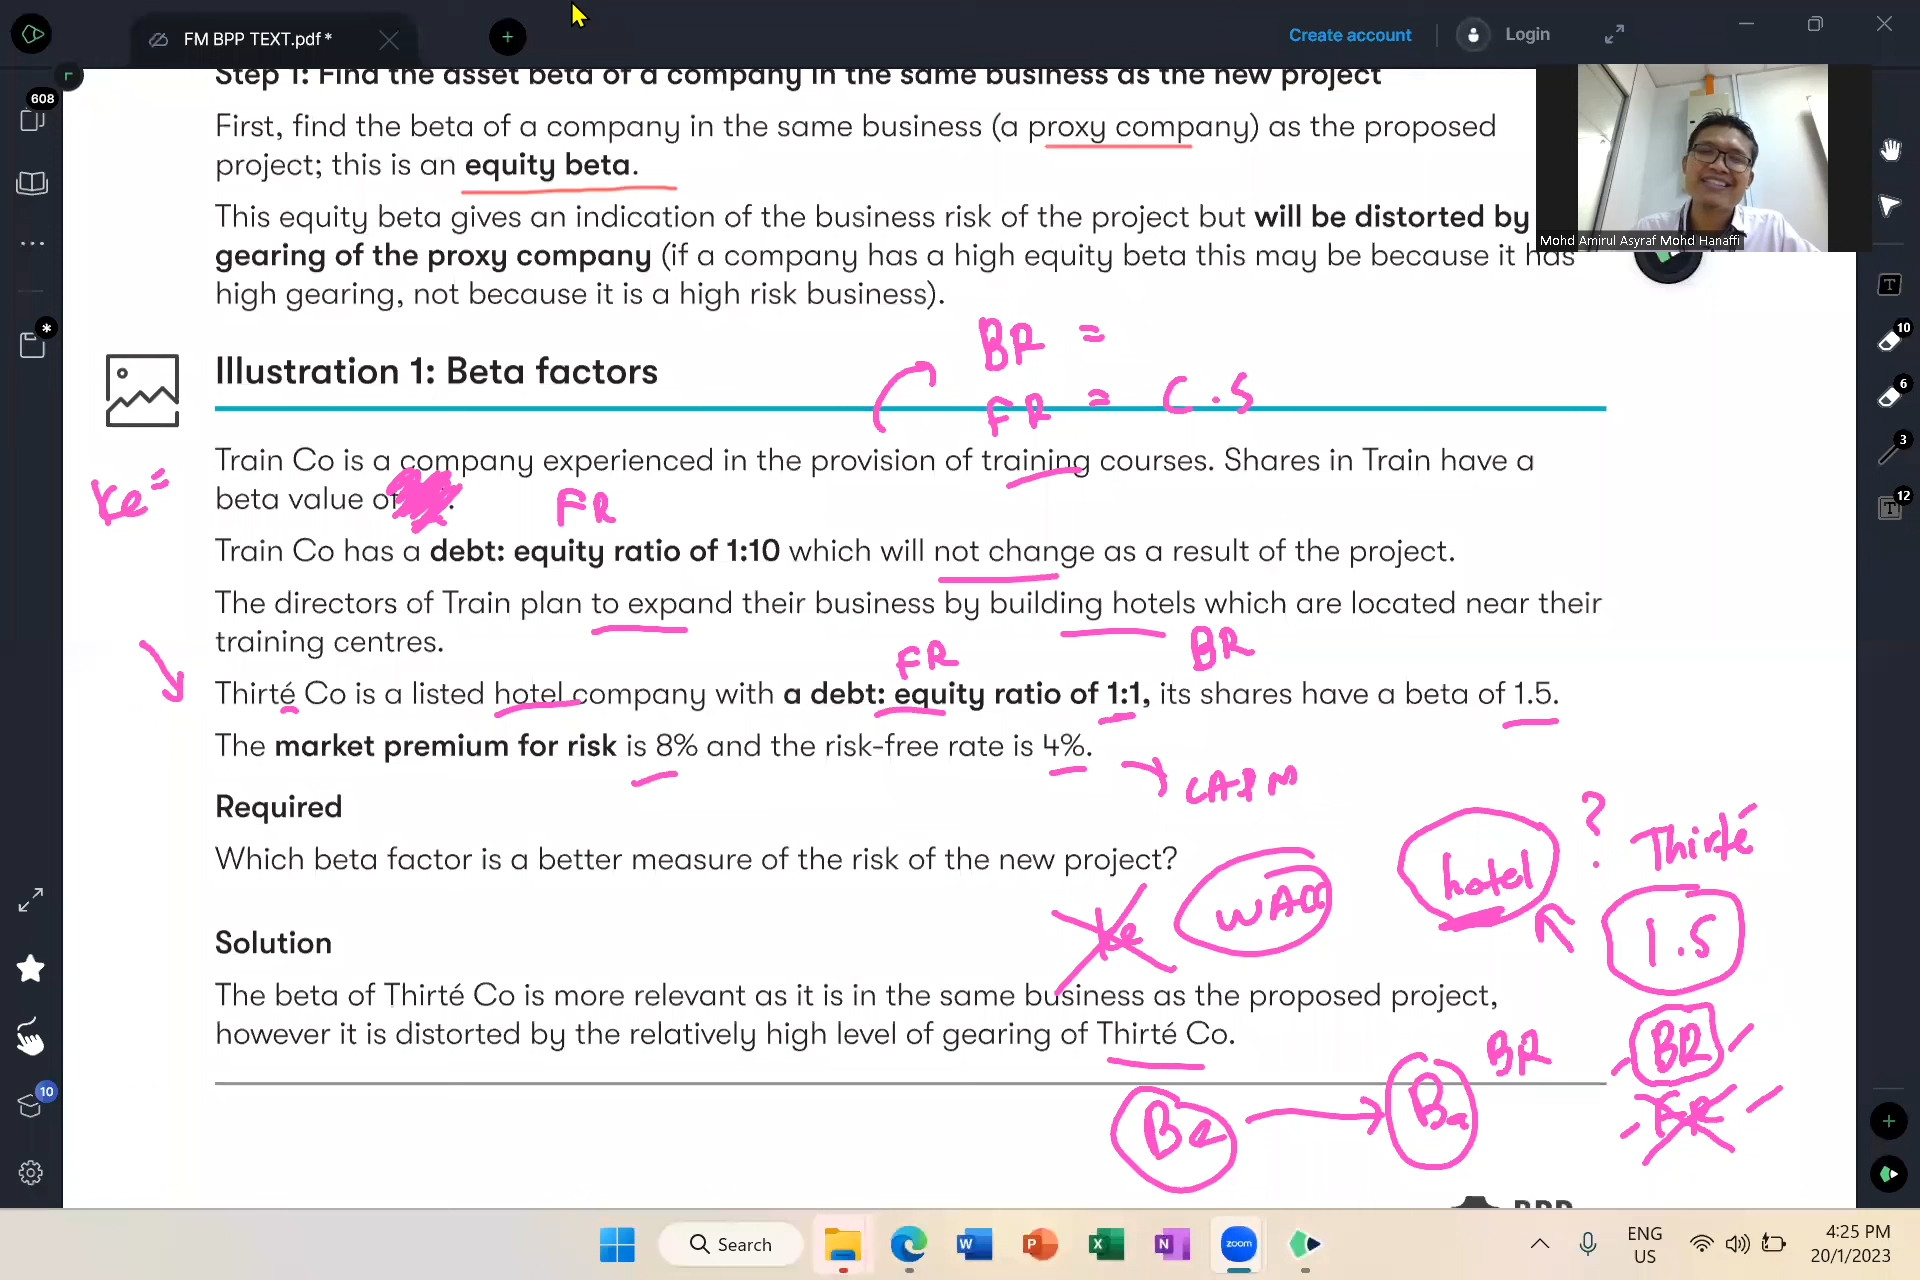 FM BPP TEXT.pdf *
Create account
Login
608
Step 1: Find the asset beta of a company in the same business as the new project
First, find the beta of a company in the same business (a proxy company) as the proposed
project; this is an equity beta.
This equity beta gives an indication of the business risk of the project but will be distorted by
gearing of the proxy company (if a company has a high equity beta this may be because it has
high gearing, not because it is a high risk business).
Mohd Amirul Asyraf Mohd Hanaffi
BR =
Illustration 1: Beta factors
FR = C.S
Train Co is a company experienced in the provision of training courses. Shares in Train have a
Ke =
beta value of
FR
Train Co has a debt: equity ratio of 1:10 which will not change as a result of the project.
The directors of Train plan to expand their business by building hotels which are located near their
training centres.
FR BR
Thirté Co is a listed hotel company with a debt: equity ratio of 1:1, its shares have a beta of 1.5.
The market premium for risk is 8% and the risk-free rate is 4%.
CAPM
Required
Which beta factor is a better measure of the risk of the new project?
hotel ? Thirté
Ke WACC 1.5
Solution
The beta of Thirté Co is more relevant as it is in the same business as the proposed project,
however it is distorted by the relatively high level of gearing of Thirté Co.
BR
BR
Be Ba
FR
BPP
10
6
3
12
10
Search
zoom
ENG
US
4:25 PM
20/1/2023